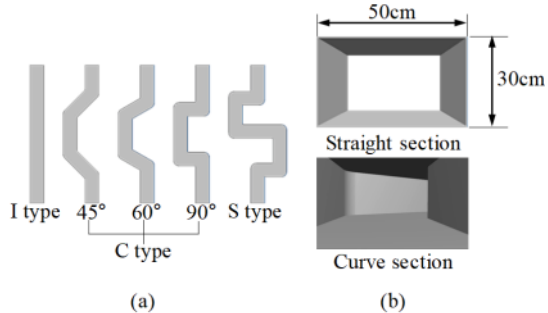 50cm
30cm
Straight section
I type 45° 60° 90° S type
C type
Curve section
(a) (b)